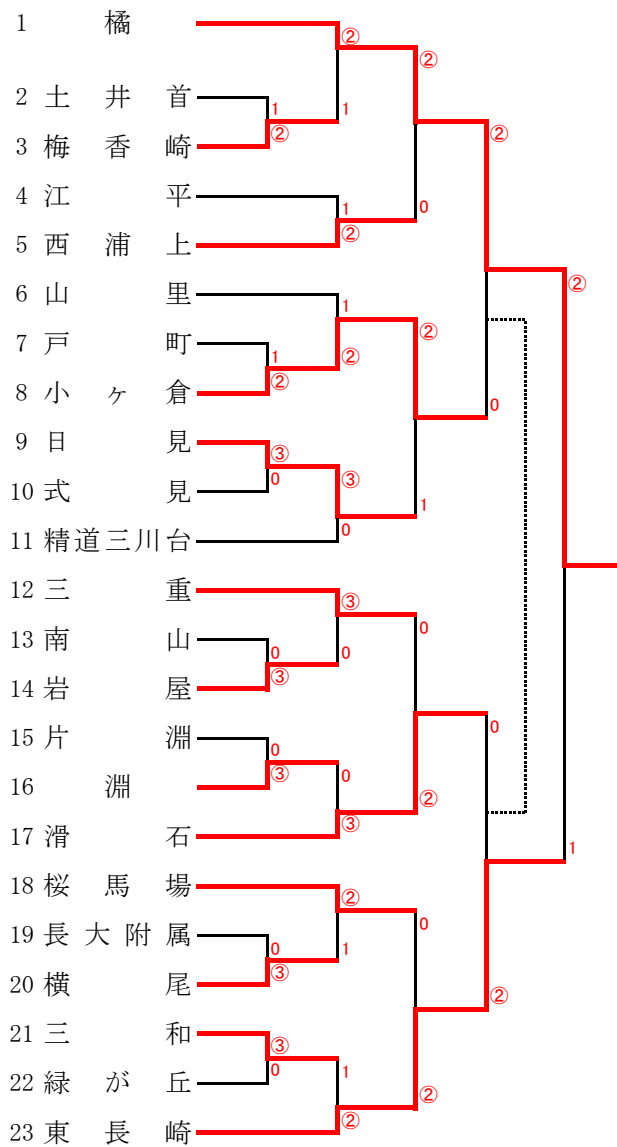 1 橘
②
②
2 土井首
1
1
②
②
3 梅香崎
4 江平
1
0
②
5 西浦上
②
6 山里
1
②
7 戸町
1
②
②
8 小ヶ倉
0
9 日見
③
③
0
10 式見
1
0
11 精道三川台
12 三重
③
0
13 南山
0
0
③
14 岩屋
0
15 片淵
0
0
③
16 淵
②
③
17 滑石
1
18 桜馬場
②
0
19 長大附属
0
1
③
20 横尾
②
21 三和
③
0
1
22 緑が丘
②
②
23 東長崎